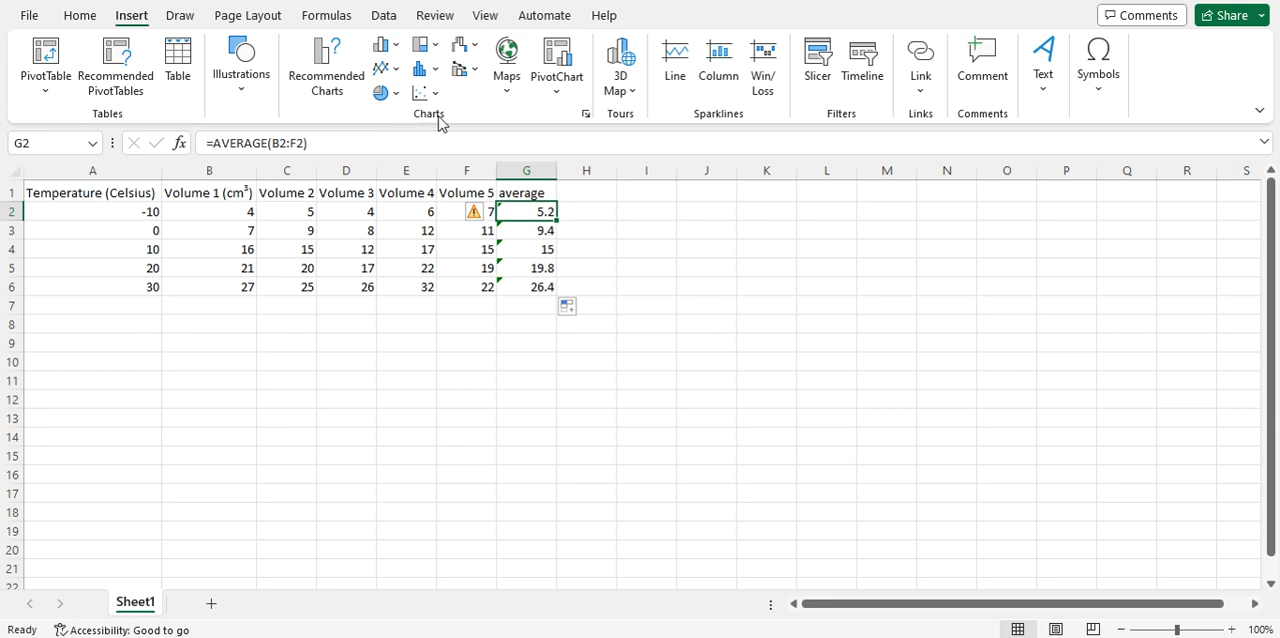 File Home Insert Draw Page Layout Formulas Data Review View Automate Help Comments Share
PivotTable Recommended PivotTables Table Illustrations Recommended Charts Maps PivotChart 3D Map Line Column Win/Loss Slicer Timeline Link Comment Text Symbols
Tables Charts Tours Sparklines Filters Links Comments
G2 fx =AVERAGE(B2:F2)
A B C D E F G H I J K L M N O P Q R S
1 Temperature (Celsius) Volume 1 (cm³) Volume 2 Volume 3 Volume 4 Volume 5 average
2 -10 4 5 4 6 7 5.2
3 0 7 9 8 12 11 9.4
4 10 16 15 12 17 15 15
5 20 21 20 17 22 19 19.8
6 30 27 25 26 32 22 26.4
7
8
9
10
11
12
13
14
15
16
17
18
19
20
21
22
Sheet1
Ready Accessibility: Good to go 100%